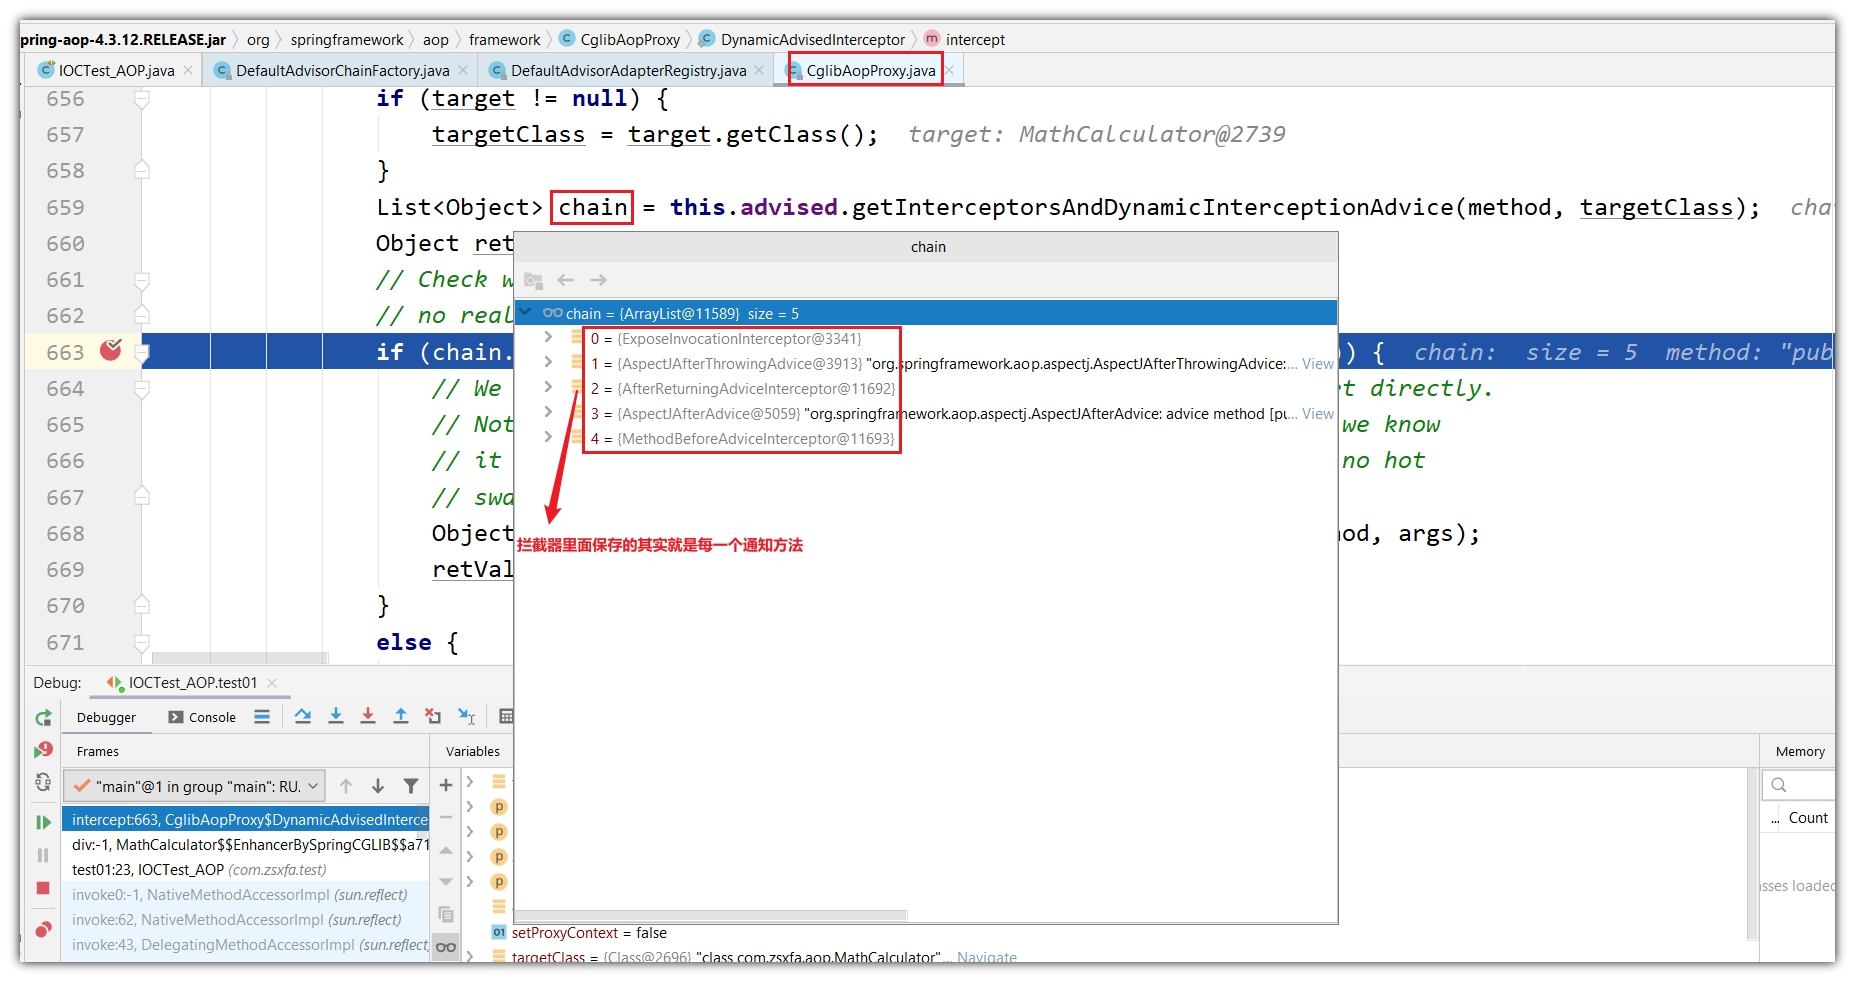 pring-aop-4.3.12.RELEASE.jar org springframework aop framework CglibAopProxy DynamicAdvisedInterceptor intercept
IOCTest_AOP.java DefaultAdvisorChainFactory.java DefaultAdvisorAdapterRegistry.java CglibAopProxy.java
656 if (target != null) {
657 targetClass = target.getClass(); target: MathCalculator@2739
658 }
659 List<Object> chain = this.advised.getInterceptorsAndDynamicInterceptionAdvice(method, targetClass); cha
660 Object ret
661 // Check w
662 // no real
663 if (chain. ) { chain: size = 5 method: "pub
664 // We t directly.
665 // Not we know
666 // it no hot
667 // swa
668 Object od, args);
669 retVal
670 }
671 else {
chain
chain = {ArrayList@11589} size = 5
0 = {ExposeInvocationInterceptor@3341}
1 = {AspectJAfterThrowingAdvice@3913} "org.springframework.aop.aspectj.AspectJAfterThrowingAdvice:... View
2 = {AfterReturningAdviceInterceptor@11692}
3 = {AspectJAfterAdvice@5059} "org.springframework.aop.aspectj.AspectJAfterAdvice: advice method [pu... View
4 = {MethodBeforeAdviceInterceptor@11693}
拦截器里面保存的其实就是每一个通知方法
Debug: IOCTest_AOP.test01
Debugger Console
Frames Variables Memory
"main"@1 in group "main": RU.
... Count
intercept:663, CglibAopProxy$DynamicAdvisedInterce
div:-1, MathCalculator$$EnhancerBySpringCGLIB$$a71
test01:23, IOCTest_AOP (com.zsxfa.test)
invoke0:-1, NativeMethodAccessorImpl (sun.reflect)
invoke:62, NativeMethodAccessorImpl (sun.reflect)
invoke:43, DelegatingMethodAccessorImpl (sun.reflect
sses loaded
setProxyContext = false
targetClass = {Class@2696} "class com.zsxfa.aop.MathCalculator"... Navigate